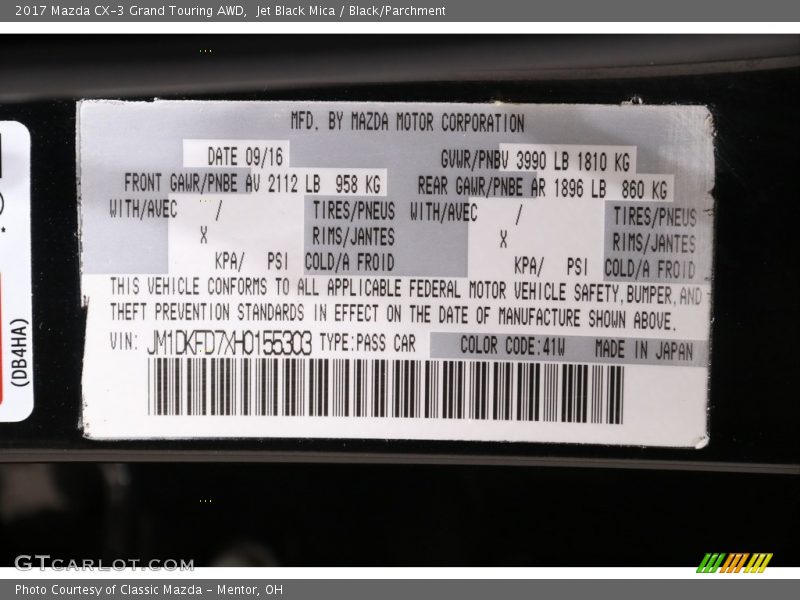 2017 Mazda CX-3 Grand Touring AWD,  Jet Black Mica / Black/Parchment
MFD. BY MAZDA MOTOR CORPORATION
DATE 09/16 GVWR/PNBV 3990 LB 1810 KG
FRONT GAWR/PNBE AV 2112 LB 958 KG REAR GAWR/PNBE AR 1896 LB 860 KG
WITH/AVEC / TIRES/PNEUS WITH/AVEC / TIRES/PNEUS
X RIMS/JANTES X RIMS/JANTES
KPA/ PSI COLD/A FROID KPA/ PSI COLD/A FROID
THIS VEHICLE CONFORMS TO ALL APPLICABLE FEDERAL MOTOR VEHICLE SAFETY, BUMPER, AND
THEFT PREVENTION STANDARDS IN EFFECT ON THE DATE OF MANUFACTURE SHOWN ABOVE.
VIN: JM1DKFD7XH0155303 TYPE:PASS CAR COLOR CODE:41W MADE IN JAPAN
(DB4HA)
GTCARLOT.COM
Photo Courtesy of Classic Mazda - Mentor, OH